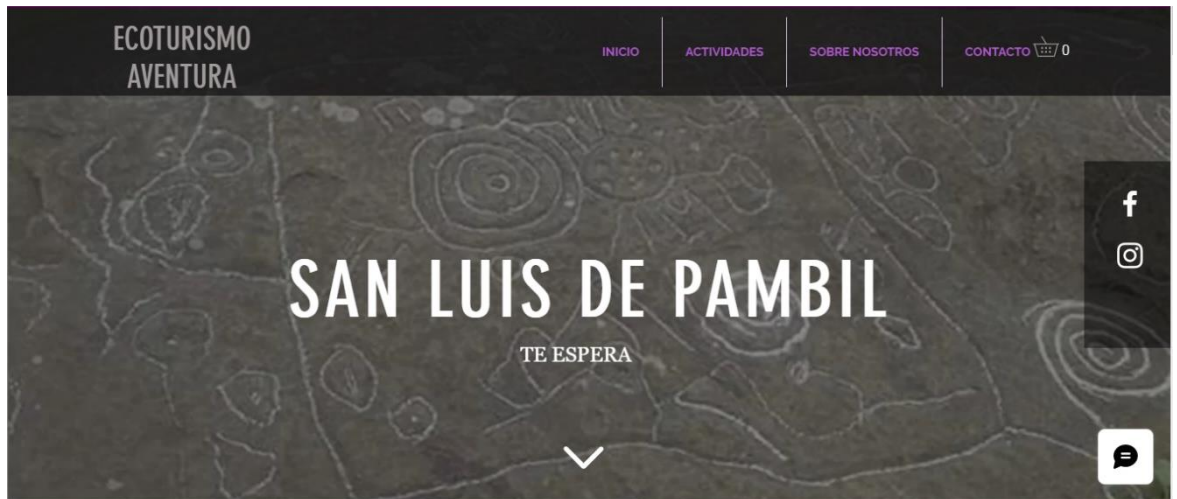 ECOTURISMO
AVENTURA
INICIO
ACTIVIDADES
SOBRE NOSOTROS
CONTACTO
0
SAN LUIS DE PAMBIL
TE ESPERA